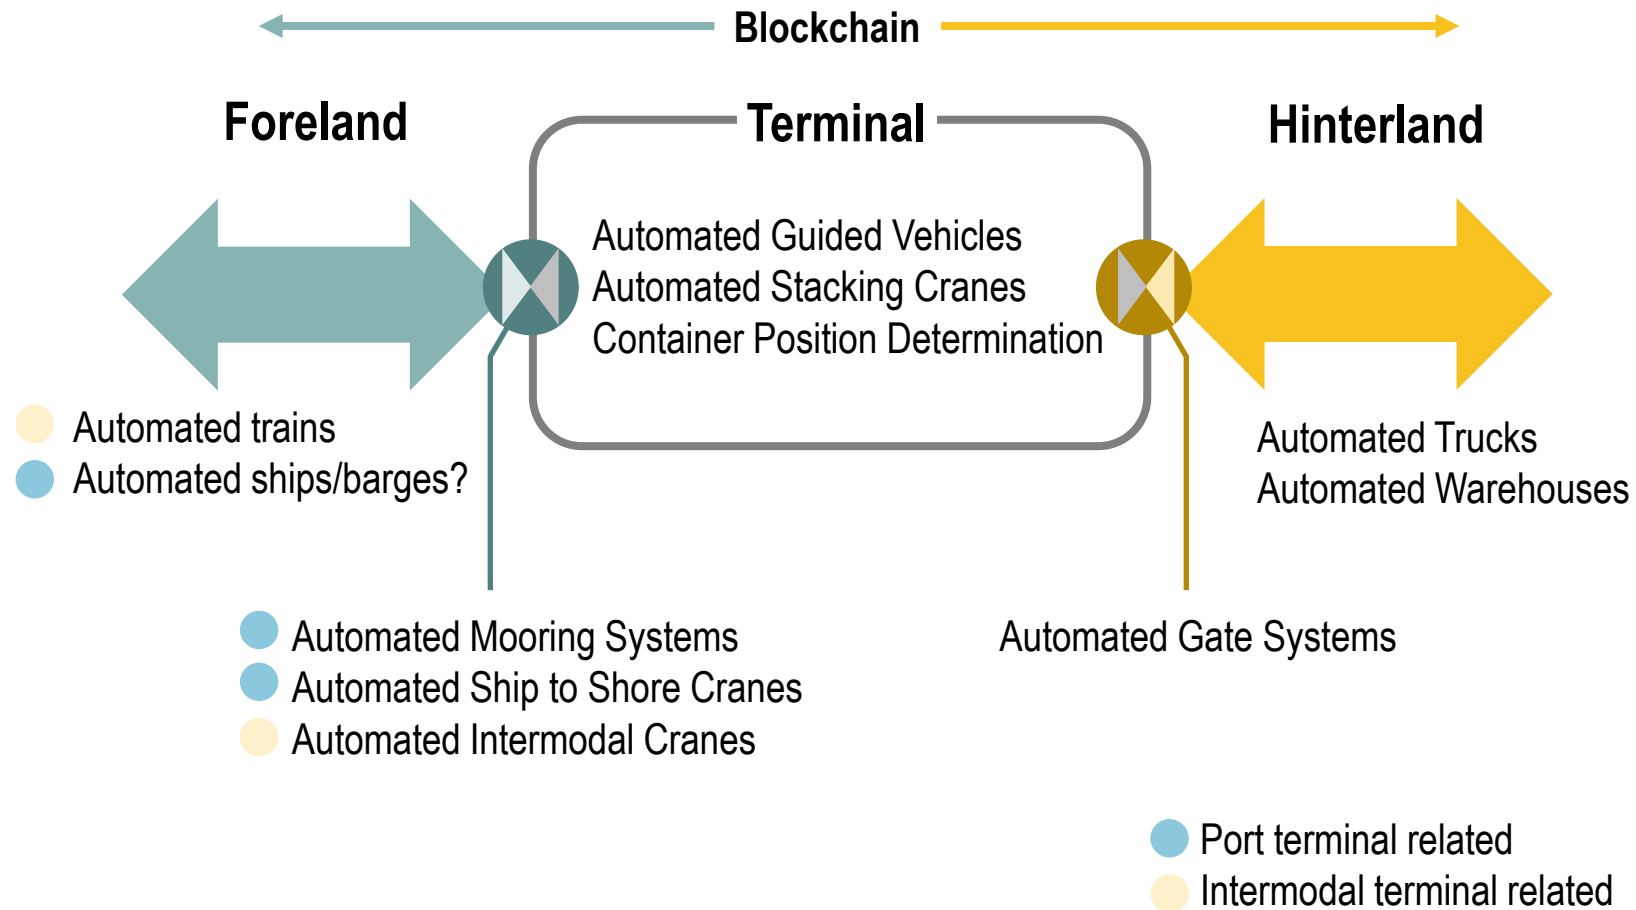 Blockchain
Foreland
Terminal
Hinterland
Automated Guided Vehicles
Automated Stacking Cranes
Container Position Determination
Automated trains
Automated ships/barges?
Automated Trucks
Automated Warehouses
Automated Mooring Systems
Automated Ship to Shore Cranes
Automated Intermodal Cranes
Automated Gate Systems
Port terminal related
Intermodal terminal related